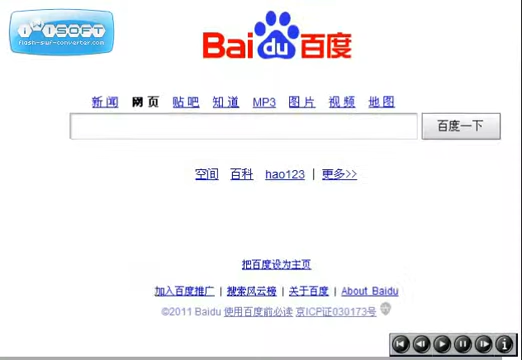 iWiSOFT
flash-swf-converter.com
Bai du 百度
新闻 网页 贴吧 知道 MP3 图片 视频 地图
百度一下
空间 百科 hao123 | 更多>>
把百度设为主页
加入百度推广 | 搜索风云榜 | 关于百度 | About Baidu
©2011 Baidu 使用百度前必读 京ICP证030173号